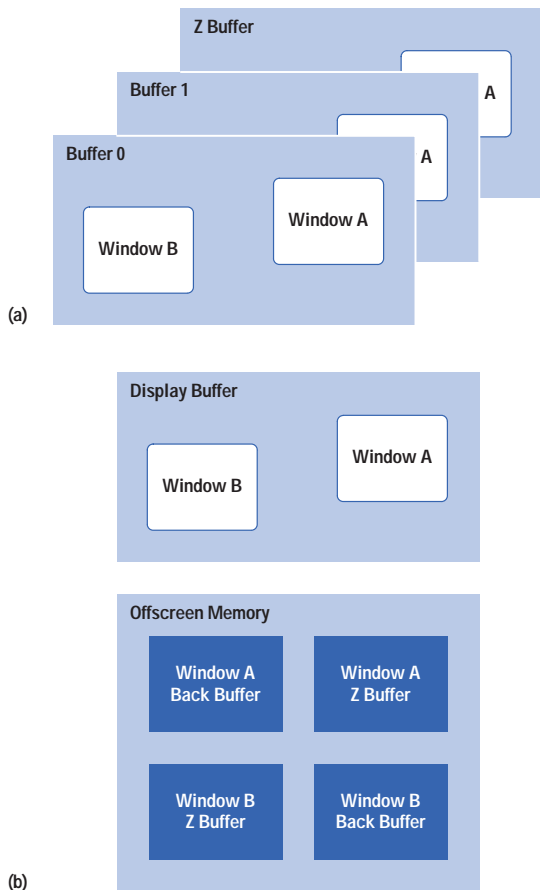 Z Buffer
A
Buffer 1
A
Buffer 0
Window A
Window B
(a)
Display Buffer
Window A
Window B
Offscreen Memory
Window A
Back Buffer
Window A
Z Buffer
Window B
Z Buffer
Window B
Back Buffer
(b)